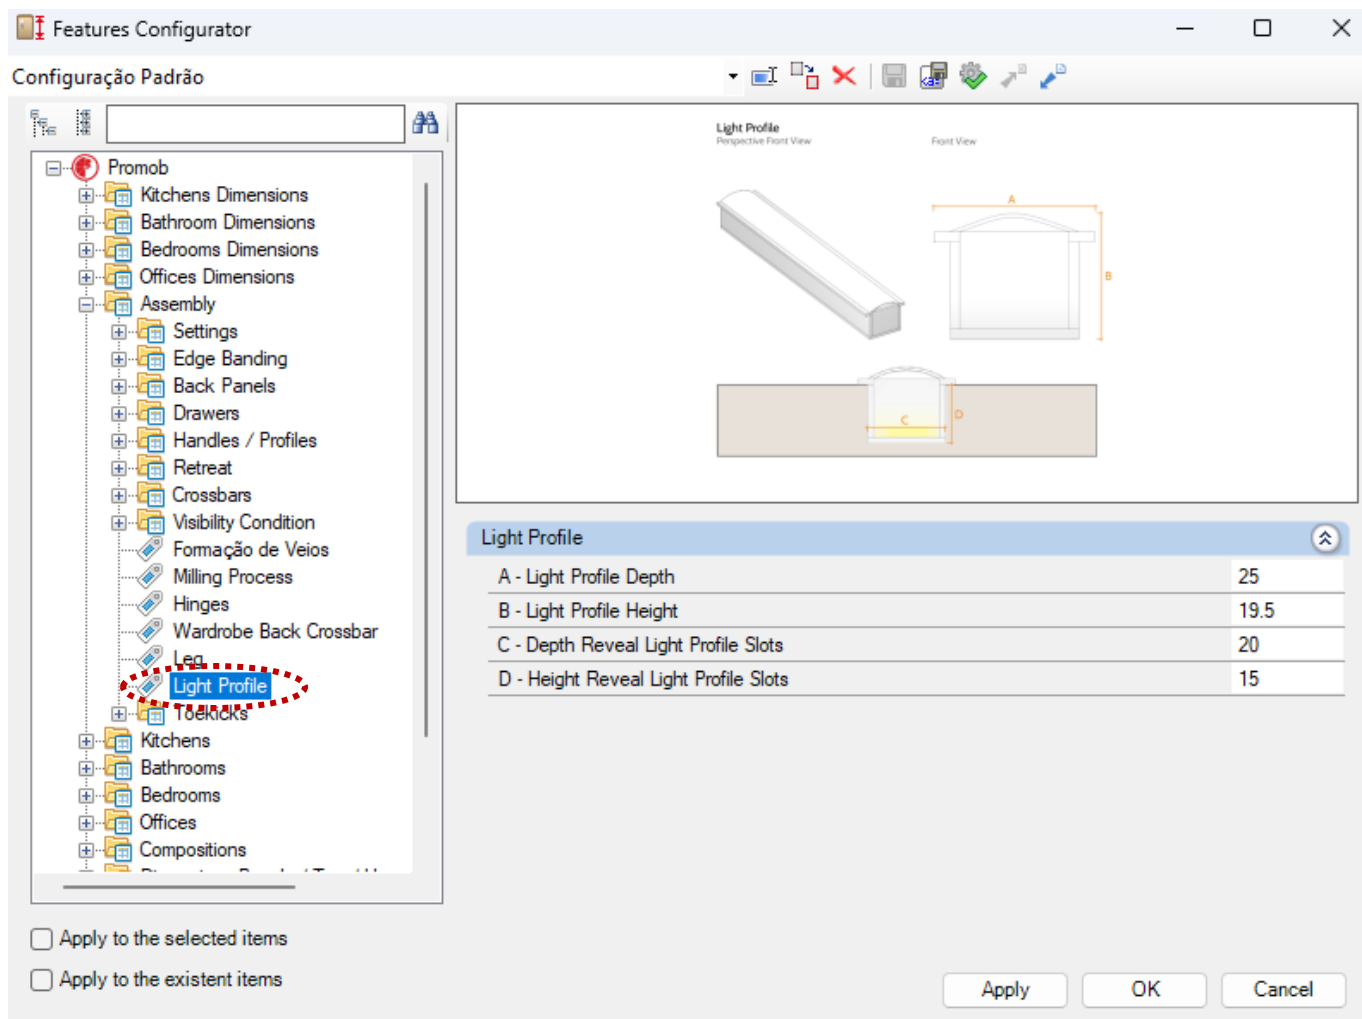 Features Configurator
Configuração Padrão
Promob
Kitchens Dimensions
Bathroom Dimensions
Bedrooms Dimensions
Offices Dimensions
Assembly
Settings
Edge Banding
Back Panels
Drawers
Handles / Profiles
Retreat
Crossbars
Visibility Condition
Formação de Veios
Milling Process
Hinges
Wardrobe Back Crossbar
Leg
Light Profile
Toekicks
Kitchens
Bathrooms
Bedrooms
Offices
Compositions
Apply to the selected items
Apply to the existent items
Light Profile
Perspective Front View
Front View
A
B
C
D
Light Profile
A - Light Profile Depth 25
B - Light Profile Height 19.5
C - Depth Reveal Light Profile Slots 20
D - Height Reveal Light Profile Slots 15
Apply
OK
Cancel